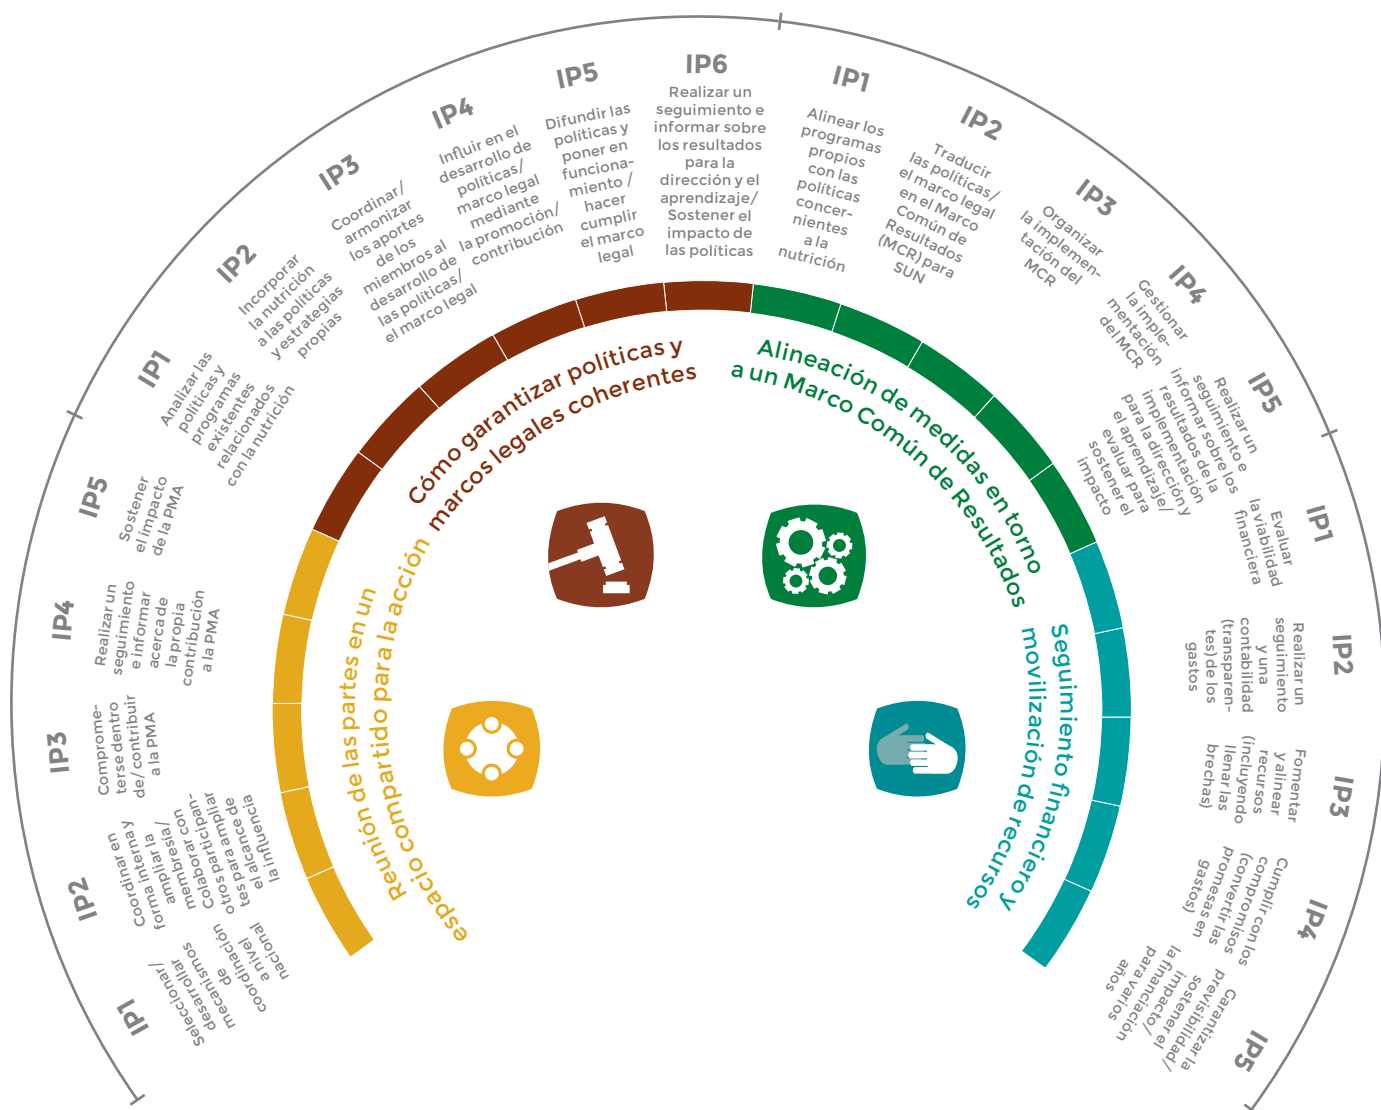 IP1
Seleccionar/
desarrollar
mecanismos
de
coordinación
a nivel
nacional
IP2
Coordinar en
forma interna y
ampliar la
membresía/
colaborar con
otros participan-
tes para ampliar
el alcance de
la influencia
IP3
Comprome-
terse dentro
de/ contribuir
a la PMA
IP4
Realizar un
seguimiento
e informar
acerca de
la propia
contribución
a la PMA
IP5
Sostener
el impacto
de la PMA
Reunión de las partes en un
espacio compartido para la acción
IP1
Analizar las
políticas y
programas
existentes
relacionados
con la nutrición
IP2
Incorporar
la nutrición
a las políticas
y estrategias
propias
IP3
Coordinar/
armonizar
los aportes
de los
miembros al
desarrollo de
las políticas/
el marco legal
IP4
Influir en el
desarrollo de
políticas/
marco legal
mediante
la promoción/
contribución
IP5
Difundir las
políticas y
poner en
funciona-
miento /
hacer
cumplir
el marco
legal
IP6
Realizar un
seguimiento e
informar sobre
los resultados
para la
dirección y el
aprendizaje/
Sostener el
impacto de
las políticas
Cómo garantizar políticas y
marcos legales coherentes
IP1
Alinear los
programas
propios
con las
políticas
concer-
nientes
a la
nutrición
IP2
Traducir
las políticas/
el marco legal
en el Marco
Común de
Resultados
(MCR) para
SUN
IP3
Organizar
la implemen-
tación del
MCR
IP4
Gestionar
la imple-
mentación
del MCR
IP5
Realizar un
seguimiento e
informar sobre los
resultados de la
implementación
para la dirección y
el aprendizaje/
evaluar para
sostener el
impacto
Alineación de medidas en torno
a un Marco Común de Resultados
IP1
Evaluar
la viabilidad
financiera
IP2
Realizar un
seguimiento
y una
contabilidad
(transparen-
tes) de los
gastos
IP3
Fomentar
y alinear
recursos
(incluyendo
llenar las
brechas)
IP4
Cumplir con los
compromisos
(convertir las
promesas en
gastos)
IP5
Garantizar la
previsibilidad/
sostener el
impacto/
la financiación
para varios
años
Seguimiento financiero y
movilización de recursos